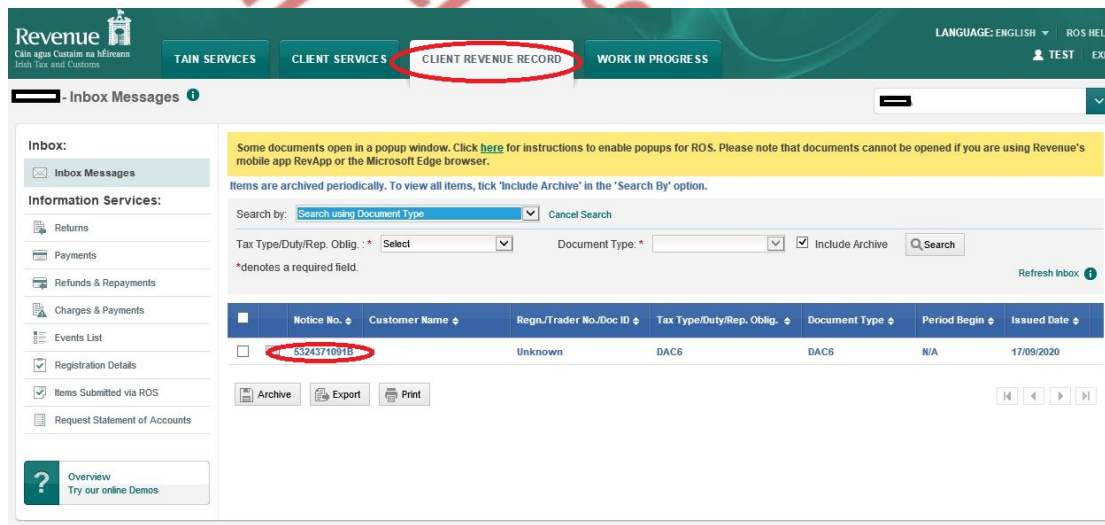 Revenue
Cáin agus Custaim na hÉireann
Irish Tax and Customs
TAIN SERVICES
CLIENT SERVICES
CLIENT REVENUE RECORD
WORK IN PROGRESS
LANGUAGE: ENGLISH
ROS HEL
TEST
EX
- Inbox Messages
Inbox:
Inbox Messages
Information Services:
Returns
Payments
Refunds & Repayments
Charges & Payments
Events List
Registration Details
Items Submitted via ROS
Request Statement of Accounts
?
Overview
Try our online Demos
Some documents open in a popup window. Click here for instructions to enable popups for ROS. Please note that documents cannot be opened if you are using Revenue's
mobile app RevApp or the Microsoft Edge browser.
Items are archived periodically. To view all items, tick 'Include Archive' in the 'Search By' option.
Search by: Search using Document Type Cancel Search
Tax Type/Duty/Rep. Oblig. : * Select Document Type: * Include Archive Search
*denotes a required field.
Refresh Inbox
Notice No. Customer Name Regn./Trader No./Doc ID Tax Type/Duty/Rep. Oblig. Document Type Period Begin Issued Date
5324371091B Unknown DAC6 DAC6 N/A 17/09/2020
Archive Export Print